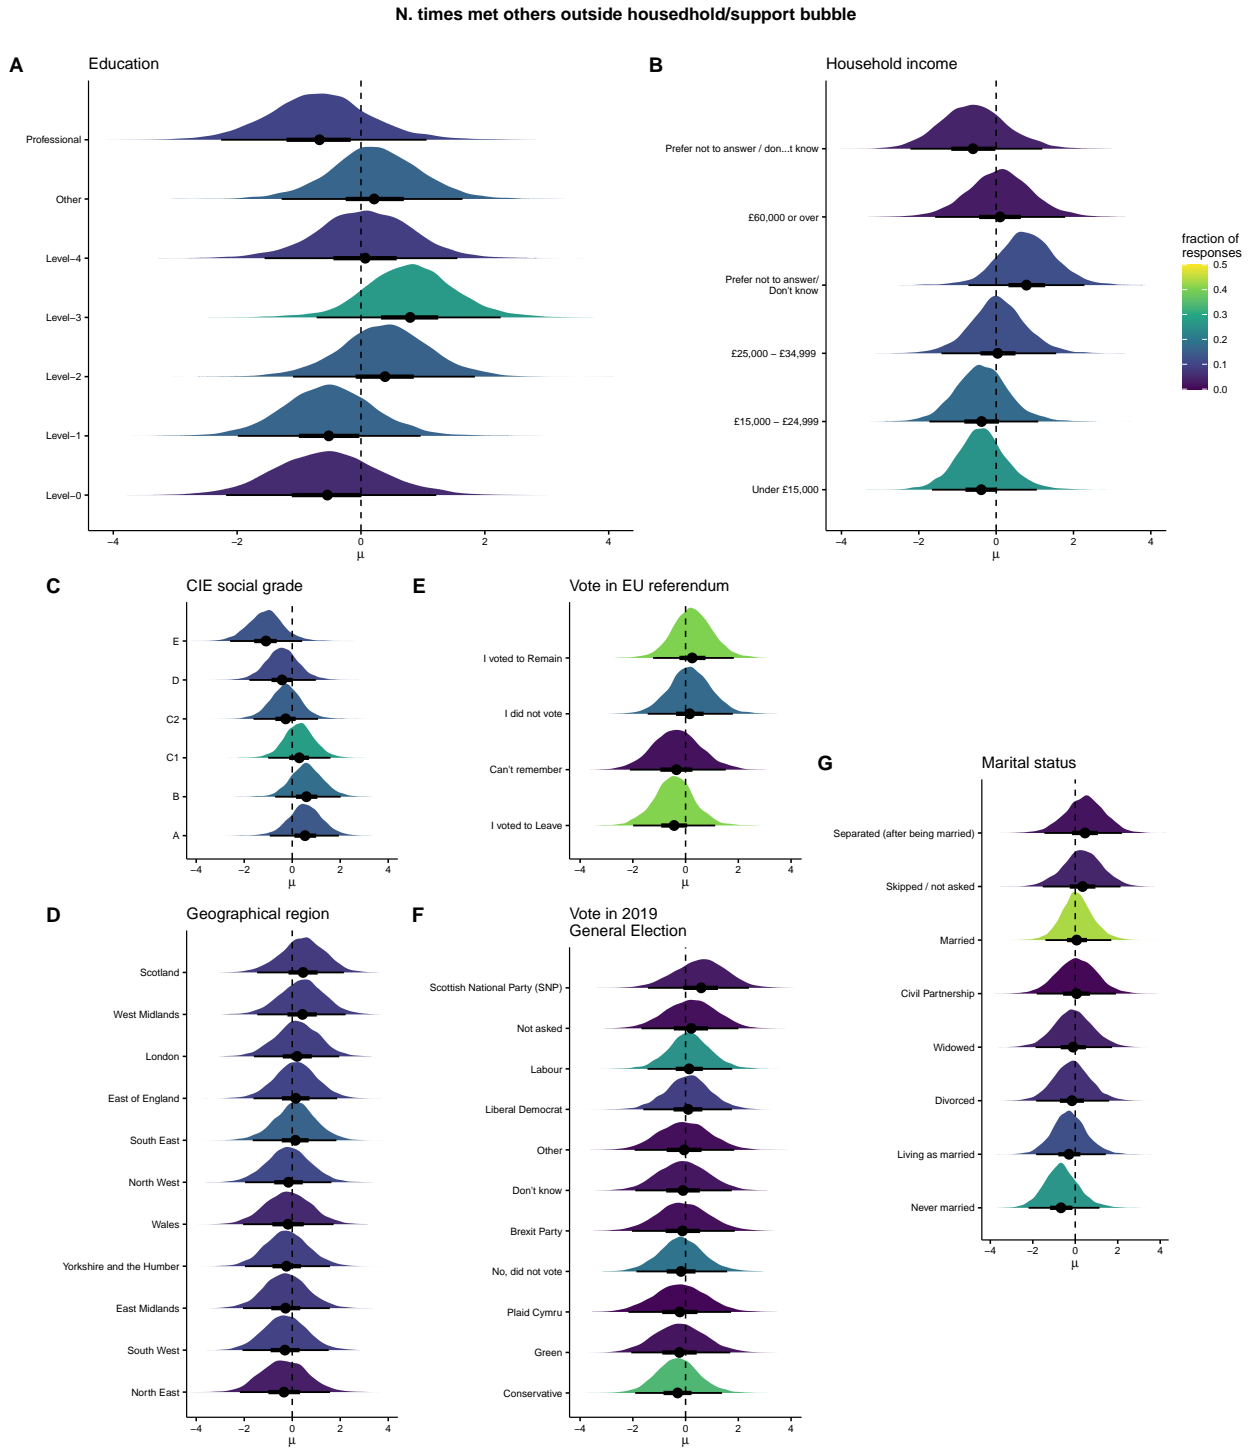 N. times met others outside housedhold/support bubble
A
Education
Professional
Other
Level−4
Level−3
Level−2
Level−1
Level−0
−4 −2 0 2 4
μ
B
Household income
Prefer not to answer / don...t know
£60,000 or over
Prefer not to answer/
Don't know
£25,000 − £34,999
£15,000 − £24,999
Under £15,000
−4 −2 0 2 4
μ
fraction of
responses
0.5
0.4
0.3
0.2
0.1
0.0
C
CIE social grade
E
D
C2
C1
B
A
−4 −2 0 2 4
μ
E
Vote in EU referendum
I voted to Remain
I did not vote
Can't remember
I voted to Leave
−4 −2 0 2 4
μ
G
Marital status
Separated (after being married)
Skipped / not asked
Married
Civil Partnership
Widowed
Divorced
Living as married
Never married
−4 −2 0 2 4
μ
D
Geographical region
Scotland
West Midlands
London
East of England
South East
North West
Wales
Yorkshire and the Humber
East Midlands
South West
North East
−4 −2 0 2 4
μ
F
Vote in 2019
General Election
Scottish National Party (SNP)
Not asked
Labour
Liberal Democrat
Other
Don't know
Brexit Party
No, did not vote
Plaid Cymru
Green
Conservative
−4 −2 0 2 4
μ